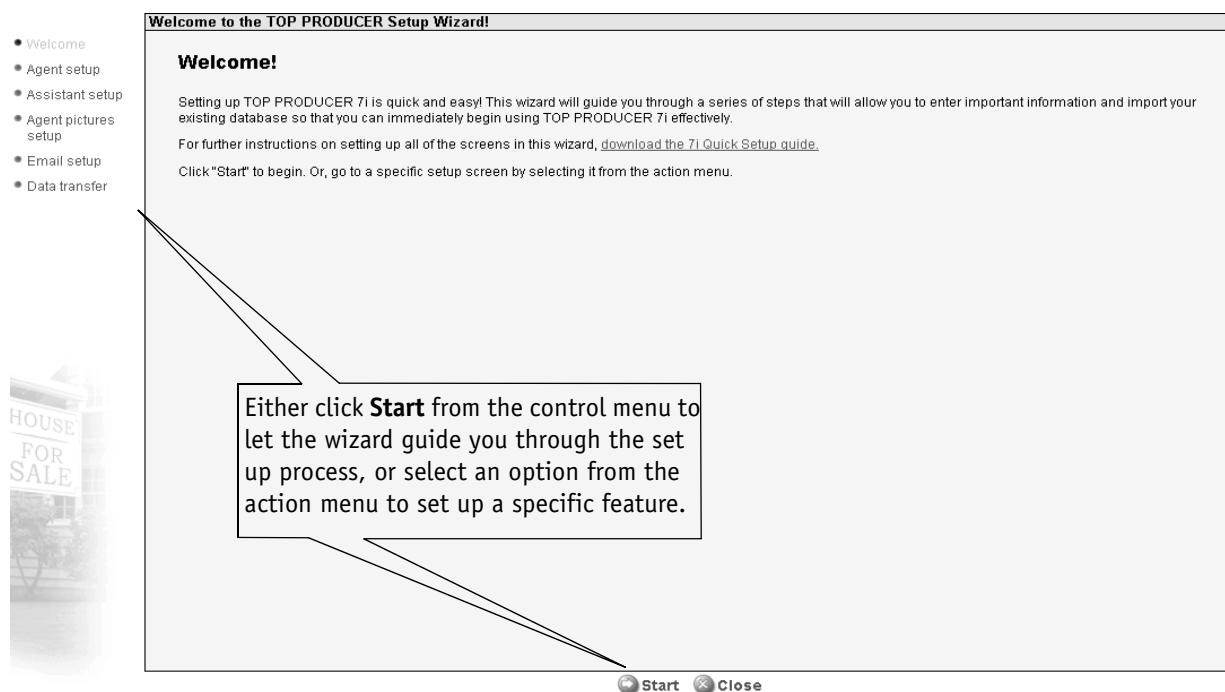 Welcome to the TOP PRODUCER Setup Wizard!
Welcome
Agent setup
Assistant setup
Agent pictures
setup
Email setup
Data transfer
Welcome!
Setting up TOP PRODUCER 7i is quick and easy! This wizard will guide you through a series of steps that will allow you to enter important information and import your
existing database so that you can immediately begin using TOP PRODUCER 7i effectively.
For further instructions on setting up all of the screens in this wizard, download the 7i Quick Setup guide.
Click "Start" to begin. Or, go to a specific setup screen by selecting it from the action menu.
Either click Start from the control menu to
let the wizard guide you through the set
up process, or select an option from the
action menu to set up a specific feature.
HOUSE
FOR
SALE
Start Close